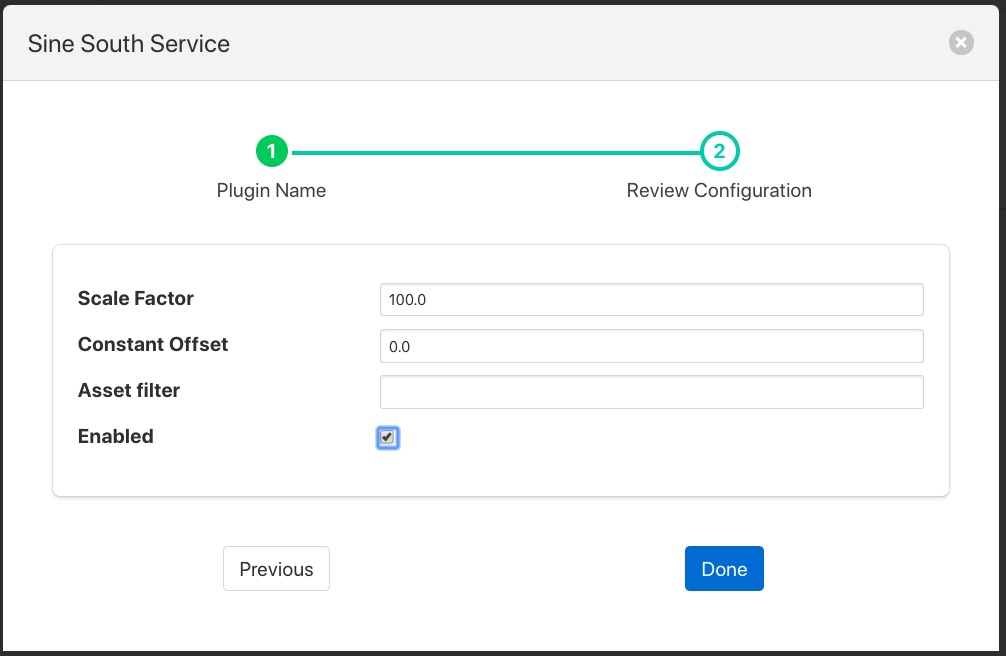 Sine South Service
1
2
Plugin Name
Review Configuration
Scale Factor
100.0
Constant Offset
0.0
Asset filter
Enabled
Previous
Done